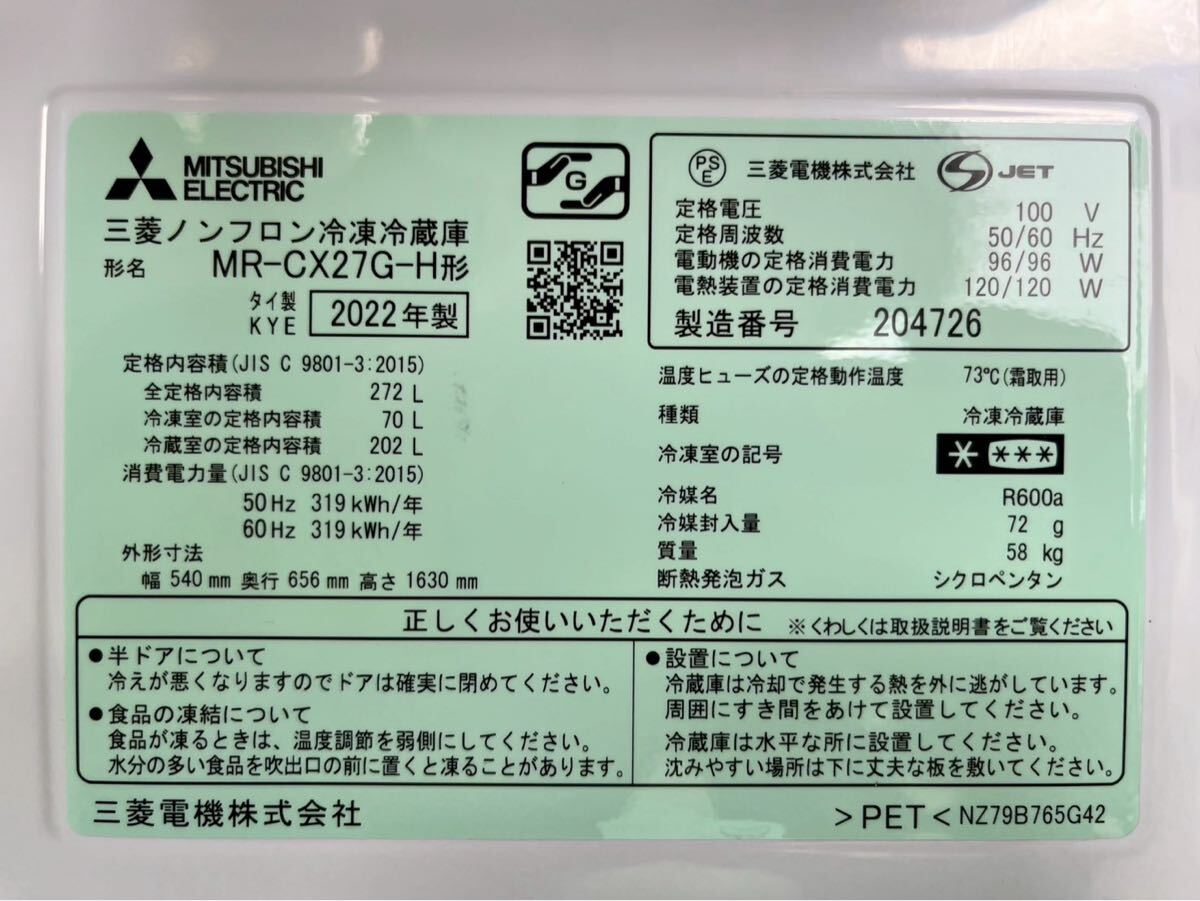 MITSUBISHI
ELECTRIC
三菱ノンフロン冷凍冷蔵庫
形名 MR-CX27G-H形
タイ製
KYE 2022年製
G
定格内容積(JIS C 9801-3:2015)
全定格内容積 272 L
冷凍室の定格内容積 70 L
冷蔵室の定格内容積 202 L
消費電力量(JIS C 9801-3:2015)
50Hz 319kWh/年
60Hz 319kWh/年
外形寸法
幅 540mm 奥行 656mm 高さ 1630mm
PSE 三菱電機株式会社 JET
定格電圧 100 V
定格周波数 50/60 Hz
電動機の定格消費電力 96/96 W
電熱装置の定格消費電力 120/120 W
製造番号 204726
温度ヒューズの定格動作温度 73℃(霜取用)
種類 冷凍冷蔵庫
冷凍室の記号 * ***
冷媒名 R600a
冷媒封入量 72 g
質量 58 kg
断熱発泡ガス シクロペンタン
正しくお使いいただくために ※くわしくは取扱説明書をご覧ください
●半ドアについて
冷えが悪くなりますのでドアは確実に閉めてください。
●食品の凍結について
食品が凍るときは、温度調節を弱側にしてください。
水分の多い食品を吹出口の前に置くと凍ることがあります。
●設置について
冷蔵庫は冷却で発生する熱を外に逃がしています。
周囲にすき間をあけて設置してください。
冷蔵庫は水平な所に設置してください。
沈みやすい場所は下に丈夫な板を敷いてください。
三菱電機株式会社
>PET< NZ79B765G42